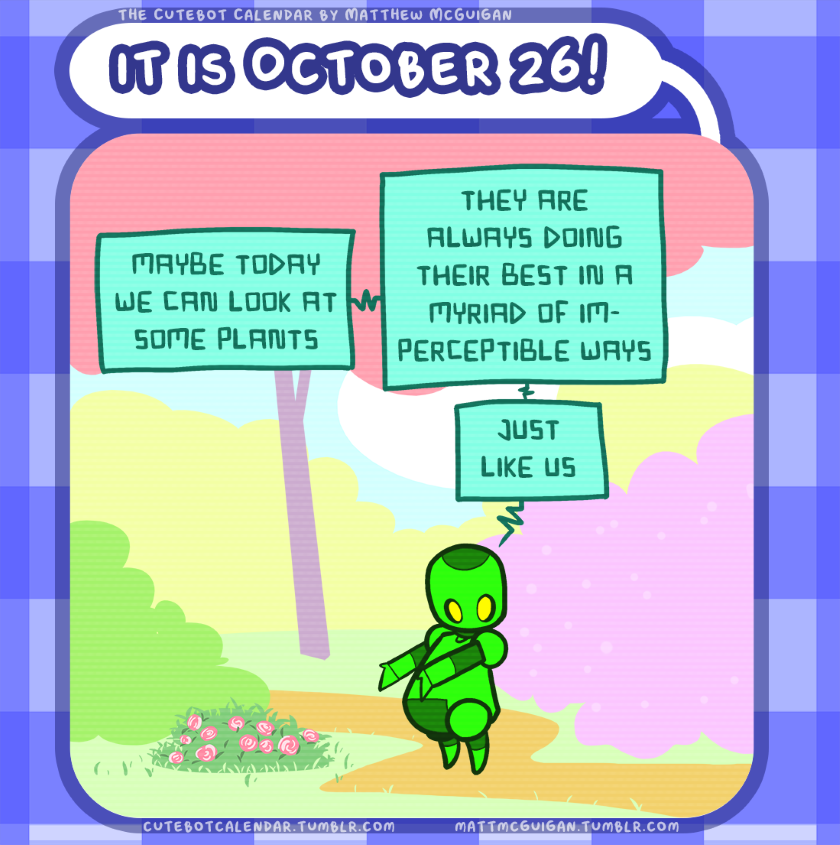 THE CUTEBOT CALENDAR BY MATTHEW MCGUIGAN
IT IS OCTOBER 26!
MAYBE TODAY
WE CAN LOOK AT
SOME PLANTS
THEY ARE
ALWAYS DOING
THEIR BEST IN A
MYRIAD OF IM-
PERCEPTIBLE WAYS
JUST
LIKE US
CUTEBOTCALENDAR.TUMBLR.COM
MATTMCGUIGAN.TUMBLR.COM